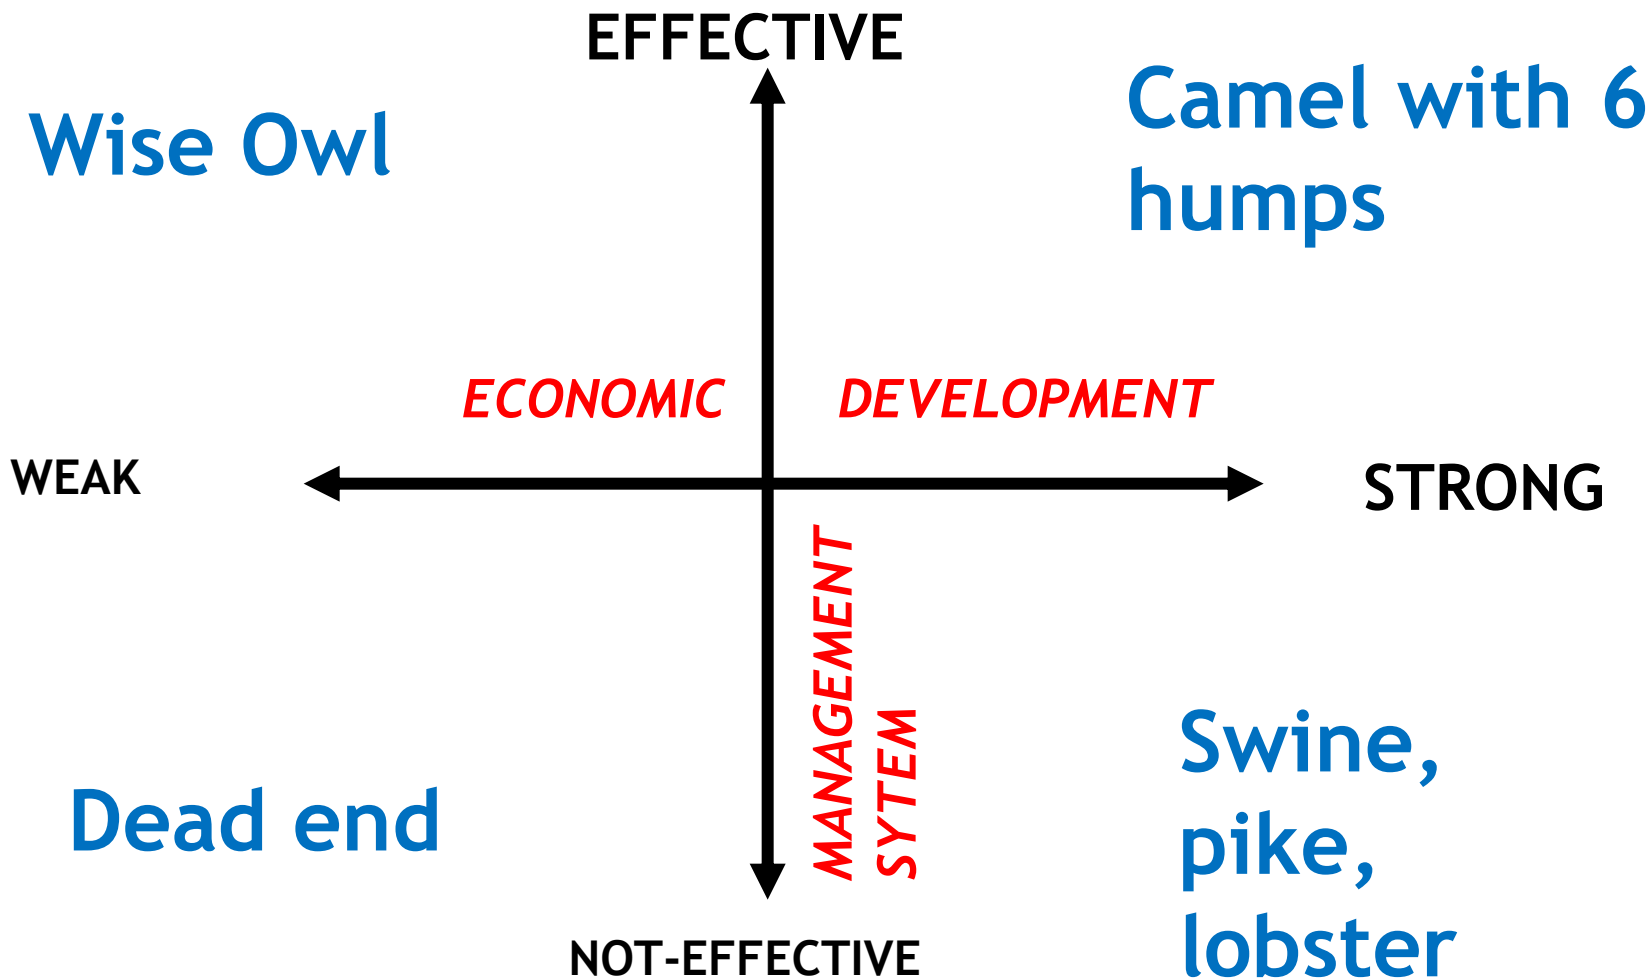 EFFECTIVE
Wise Owl
Camel with 6
humps
ECONOMIC DEVELOPMENT
WEAK
STRONG
MANAGEMENT
SYTEM
Dead end
Swine,
pike,
lobster
NOT-EFFECTIVE